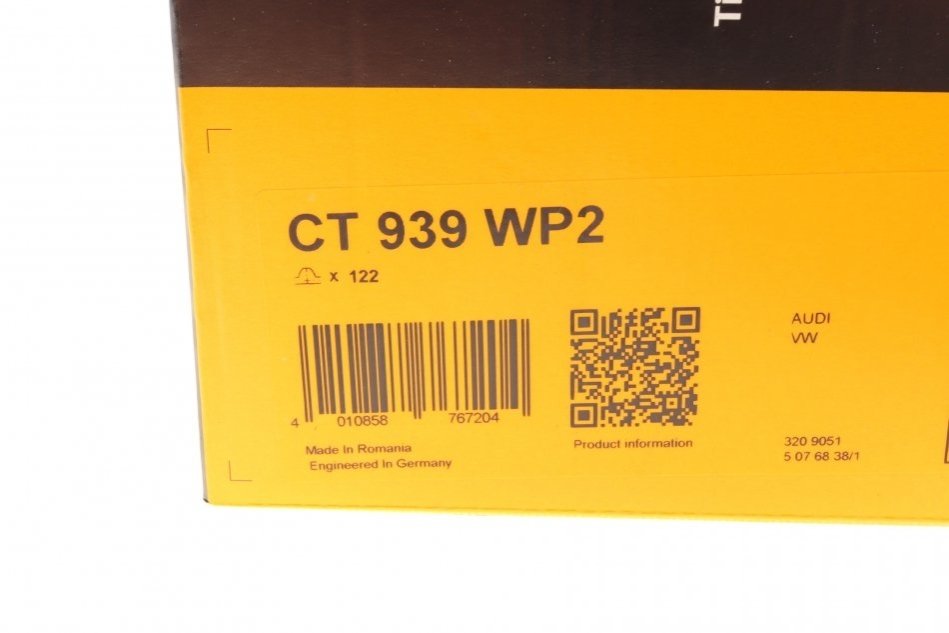 Ti
CT 939 WP2
x 122
AUDI
VW
4 010858 767204
Made In Romania
Engineered In Germany
Product information
320 9051
5 07 68 38/1